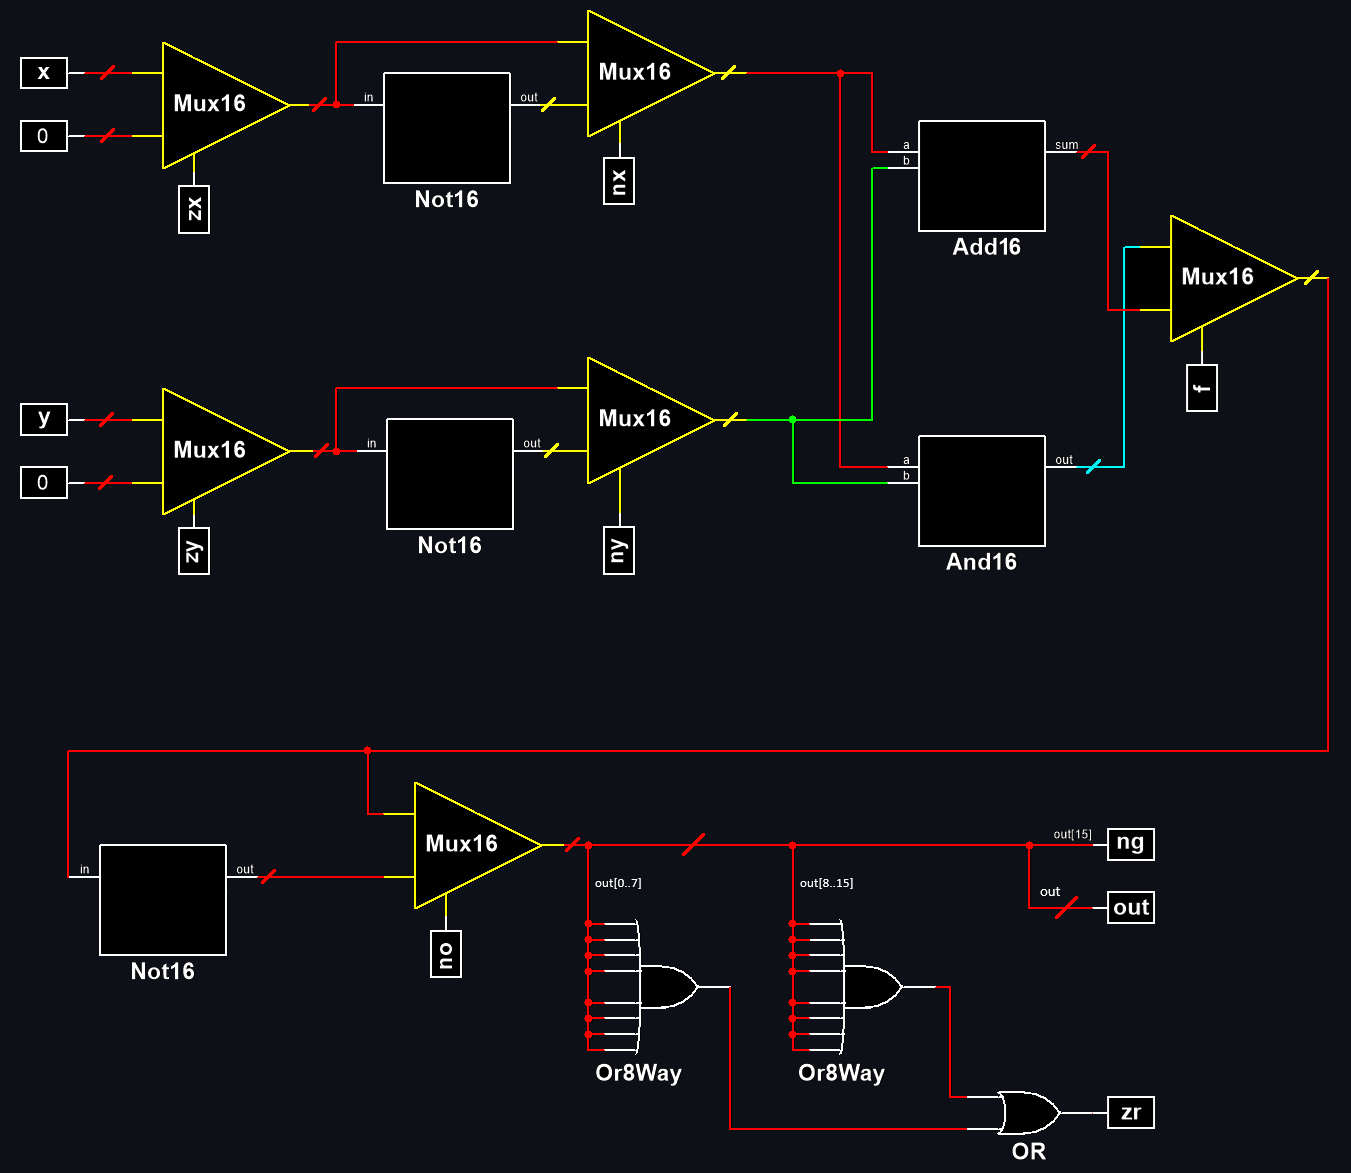 x
0
Mux16
zx
in
out
Not16
Mux16
nx
a
b
sum
Add16
Mux16
f
y
0
Mux16
zy
in
out
Not16
Mux16
ny
a
b
out
And16
in
out
Not16
Mux16
no
out[0..7]
Or8Way
out[8..15]
Or8Way
out[15]
ng
out
out
zr
OR